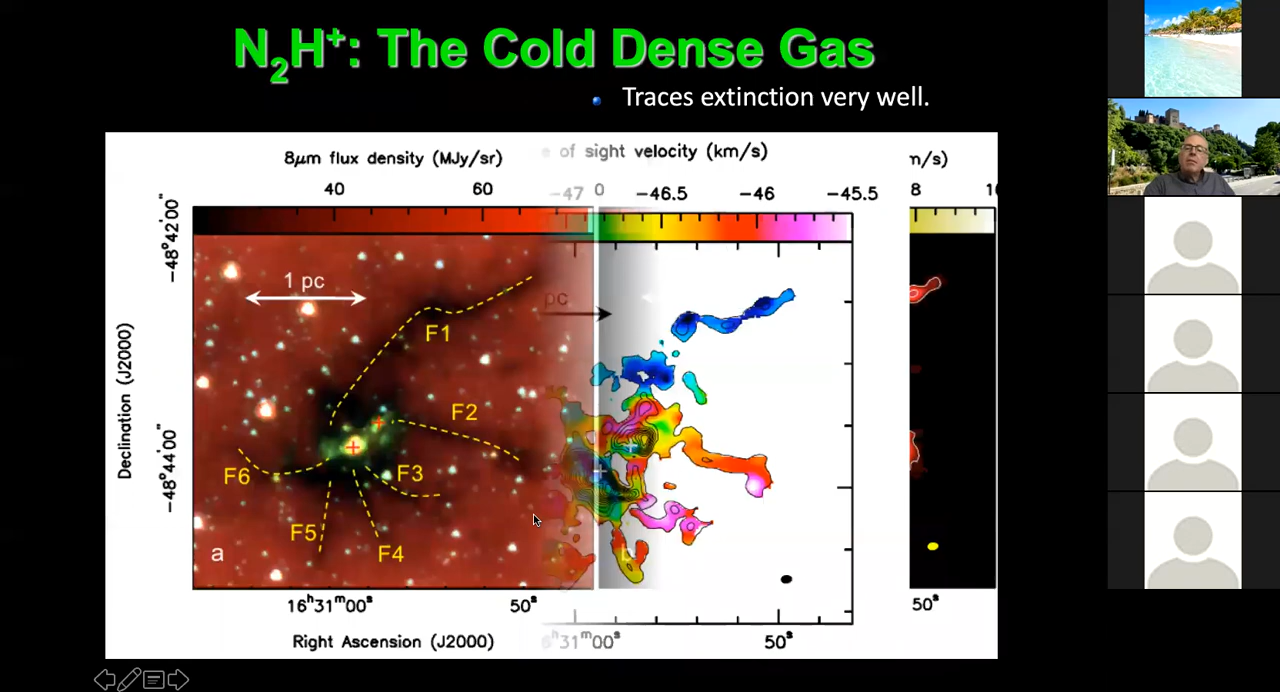 N₂H⁺: The Cold Dense Gas
Traces extinction very well.
8μm flux density (MJy/sr)
e of sight velocity (km/s)
m/s)
40
60
-47
0
-46.5
-46
-45.5
8
-48°42'00"
1 pc
pc
F1
F2
F3
F4
F5
F6
a
b
Declination (J2000)
-48°44'00"
16ʰ31ᵐ00ˢ
50ˢ
ʰ31ᵐ00ˢ
50ˢ
50ˢ
Right Ascension (J2000)